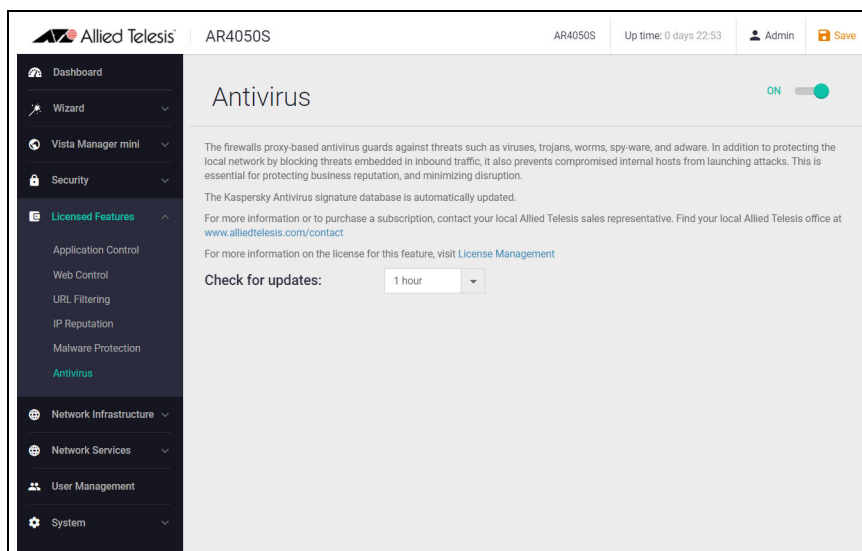 Allied Telesis
AR4050S
AR4050S
Up time: 0 days 22:53
Admin
Save
Dashboard
Wizard
Vista Manager mini
Security
Licensed Features
Application Control
Web Control
URL Filtering
IP Reputation
Malware Protection
Antivirus
Network Infrastructure
Network Services
User Management
System
Antivirus
ON
The firewalls proxy-based antivirus guards against threats such as viruses, trojans, worms, spy-ware, and adware. In addition to protecting the
local network by blocking threats embedded in inbound traffic, it also prevents compromised internal hosts from launching attacks. This is
essential for protecting business reputation, and minimizing disruption.
The Kaspersky Antivirus signature database is automatically updated.
For more information or to purchase a subscription, contact your local Allied Telesis sales representative. Find your local Allied Telesis office at
www.alliedtelesis.com/contact
For more information on the license for this feature, visit License Management
Check for updates:
1 hour